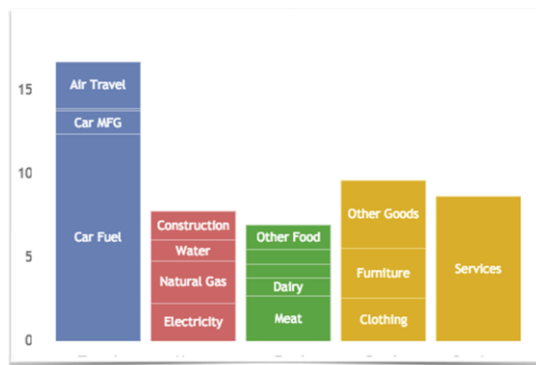 15
10
5
0
Air Travel
Car MFG
Car Fuel
Construction
Water
Natural Gas
Electricity
Other Food
Dairy
Meat
Other Goods
Furniture
Clothing
Services